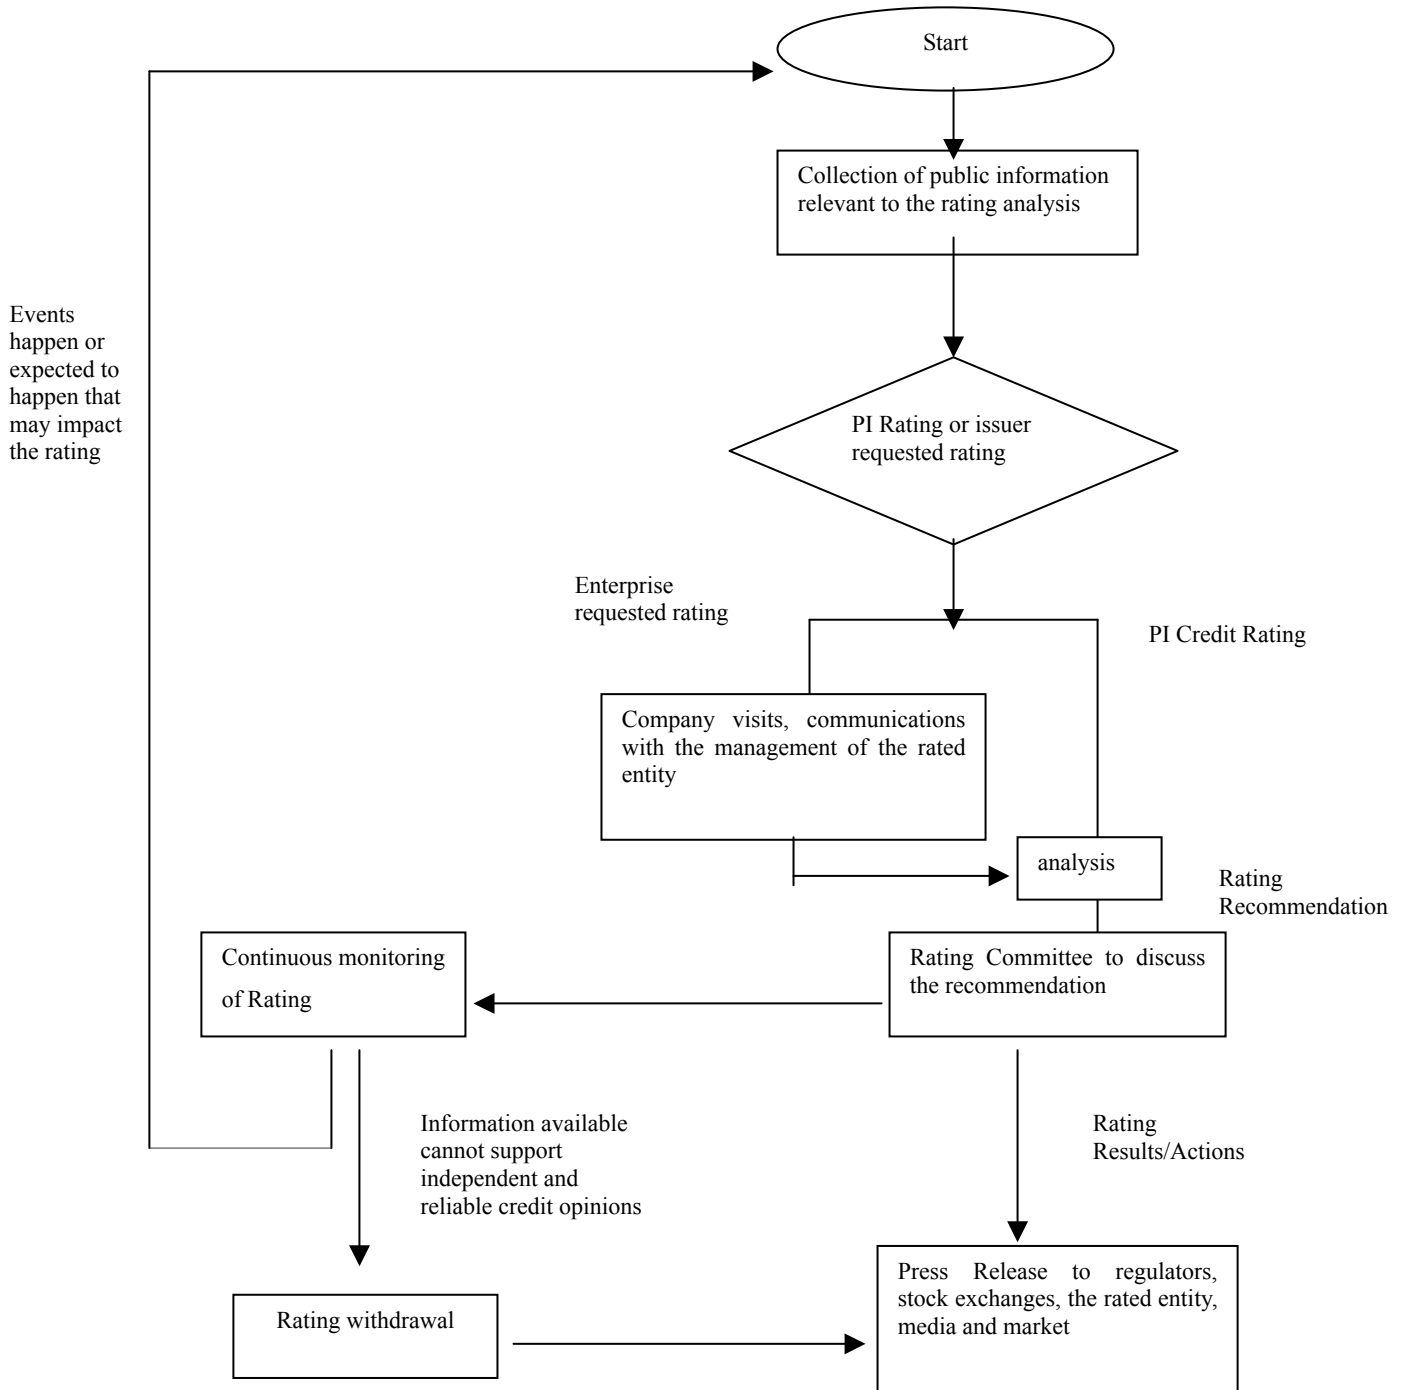 Start
Collection of public information
relevant to the rating analysis
Events
happen or
expected to
happen that
may impact
the rating
PI Rating or issuer
requested rating
Enterprise
requested rating
PI Credit Rating
Company visits, communications
with the management of the rated
entity
analysis
Rating
Recommendation
Continuous monitoring
of Rating
Rating Committee to discuss
the recommendation
Information available
cannot support
independent and
reliable credit opinions
Rating
Results/Actions
Press Release to regulators,
stock exchanges, the rated entity,
media and market
Rating withdrawal